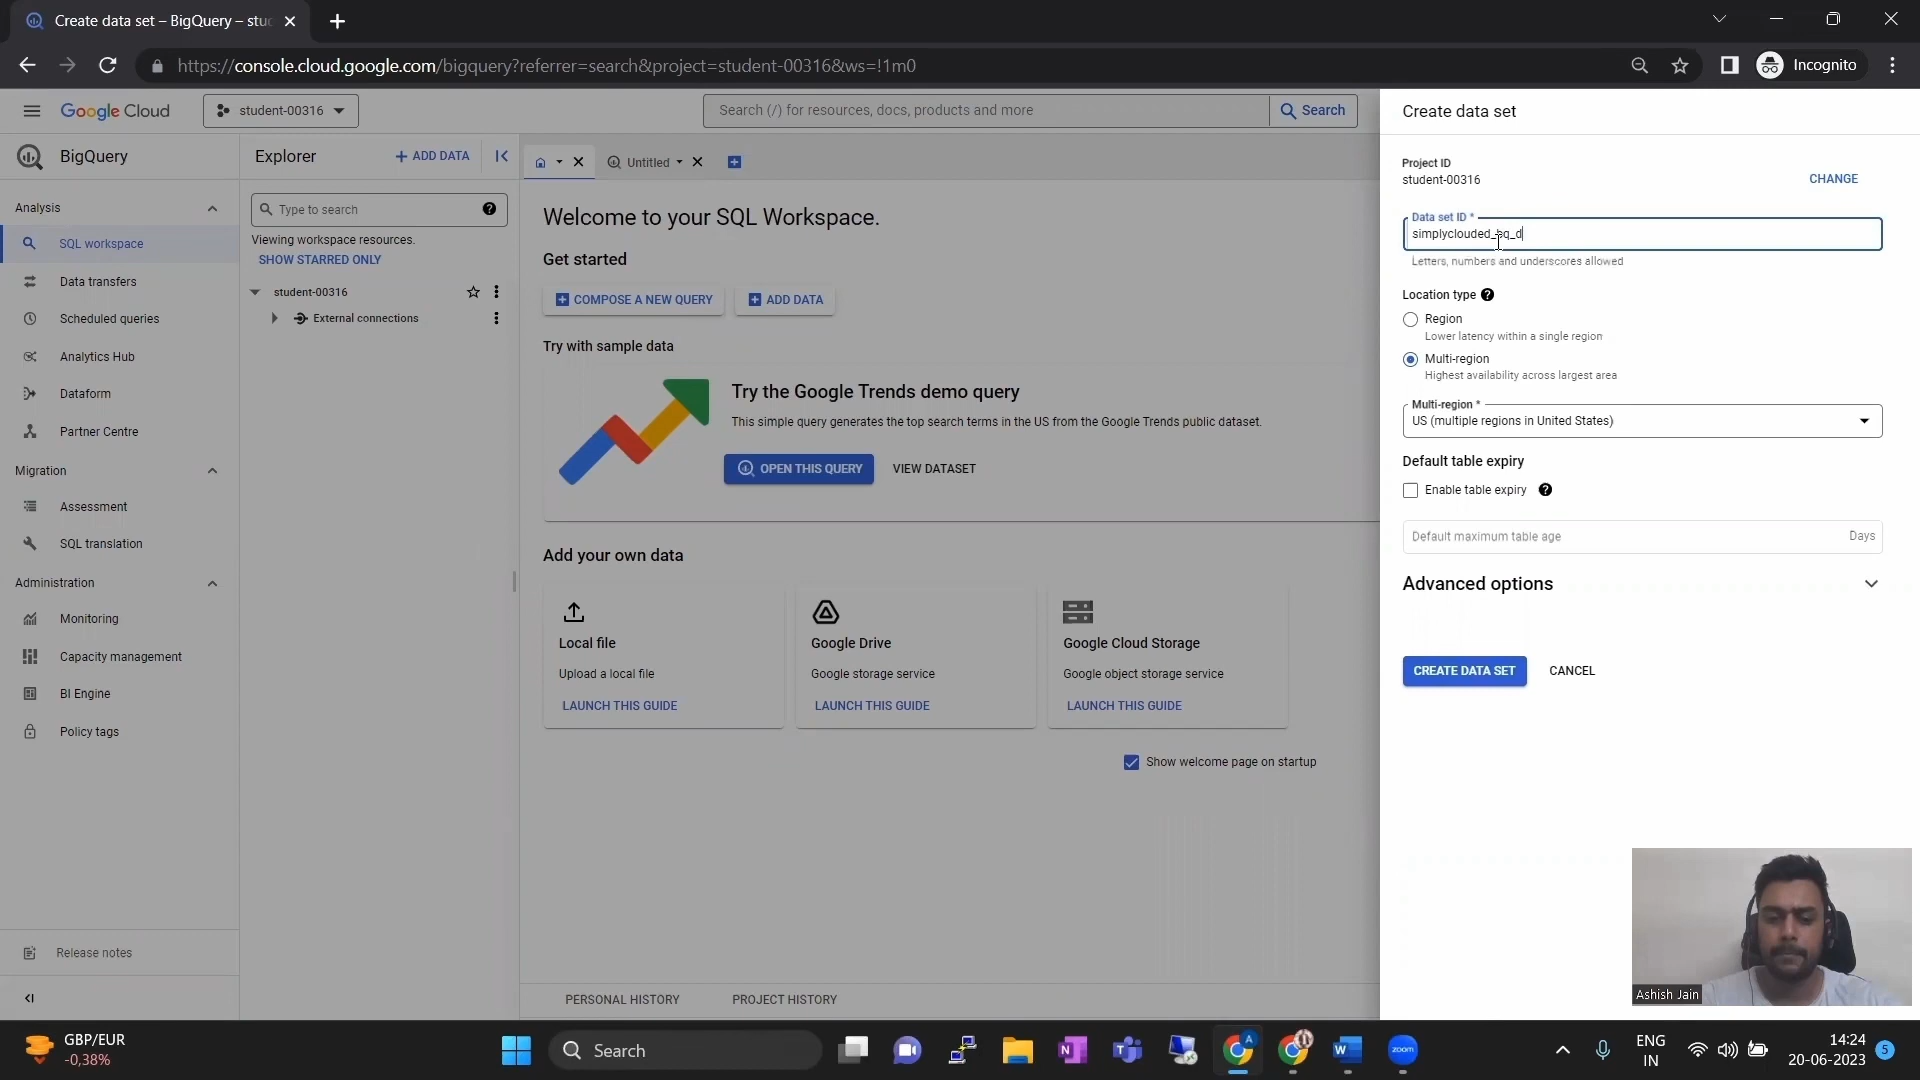 Create data set – BigQuery – stu
https://console.cloud.google.com/bigquery?referrer=search&project=student-00316&ws=!1m0
Incognito
Google Cloud
student-00316
Search (/) for resources, docs, products and more
Search
BigQuery
Analysis
SQL workspace
Data transfers
Scheduled queries
Analytics Hub
Dataform
Partner Centre
Migration
Assessment
SQL translation
Administration
Monitoring
Capacity management
BI Engine
Policy tags
Release notes
Explorer
+ ADD DATA
Type to search
Viewing workspace resources.
SHOW STARRED ONLY
student-00316
External connections
Untitled
Welcome to your SQL Workspace.
Get started
COMPOSE A NEW QUERY
ADD DATA
Try with sample data
Try the Google Trends demo query
This simple query generates the top search terms in the US from the Google Trends public dataset.
OPEN THIS QUERY
VIEW DATASET
Add your own data
Local file
Upload a local file
LAUNCH THIS GUIDE
Google Drive
Google storage service
LAUNCH THIS GUIDE
Google Cloud Storage
Google object storage service
LAUNCH THIS GUIDE
Show welcome page on startup
PERSONAL HISTORY
PROJECT HISTORY
Create data set
Project ID
student-00316
CHANGE
Data set ID *
simplyclouded_bq_d
Letters, numbers and underscores allowed
Location type
Region
Lower latency within a single region
Multi-region
Highest availability across largest area
Multi-region *
US (multiple regions in United States)
Default table expiry
Enable table expiry
Default maximum table age
Days
Advanced options
CREATE DATA SET
CANCEL
Ashish Jain
GBP/EUR
-0,38%
Search
zoom
ENG
IN
14:24
20-06-2023
5